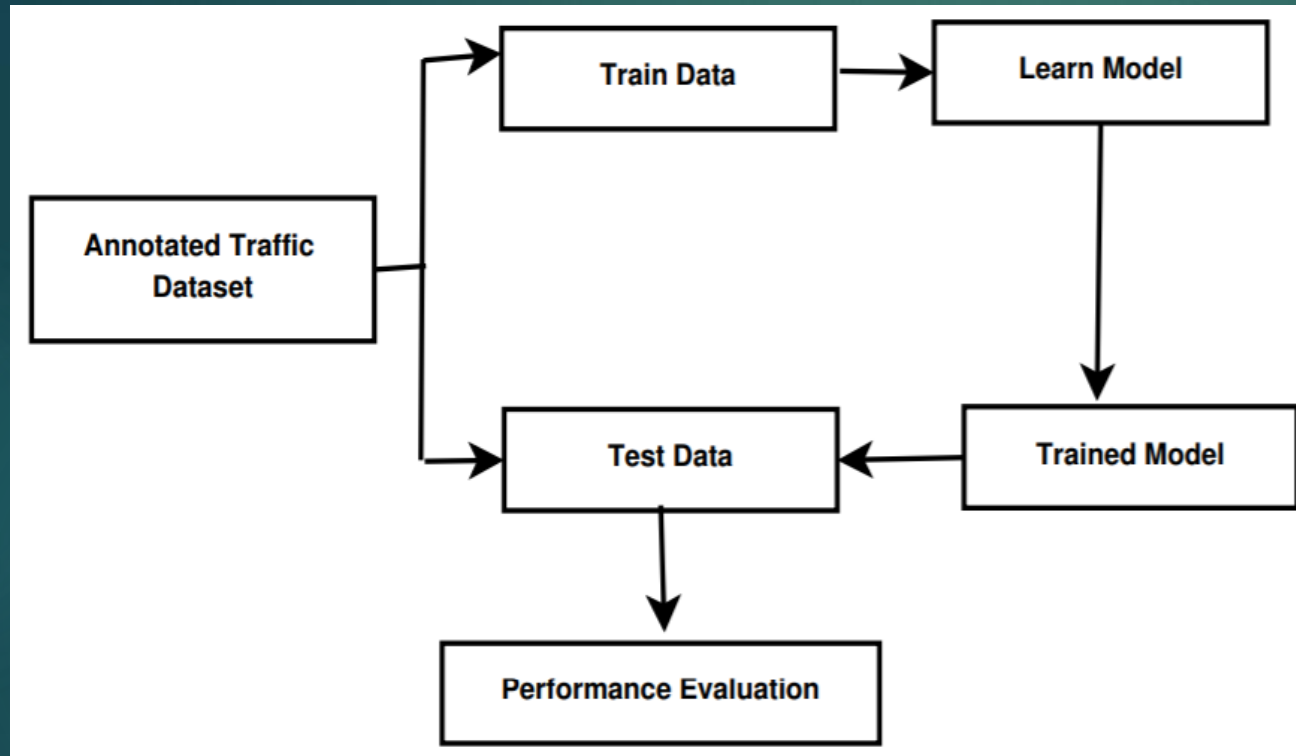 Train Data
Learn Model
Annotated Traffic
Dataset
Test Data
Trained Model
Performance Evaluation